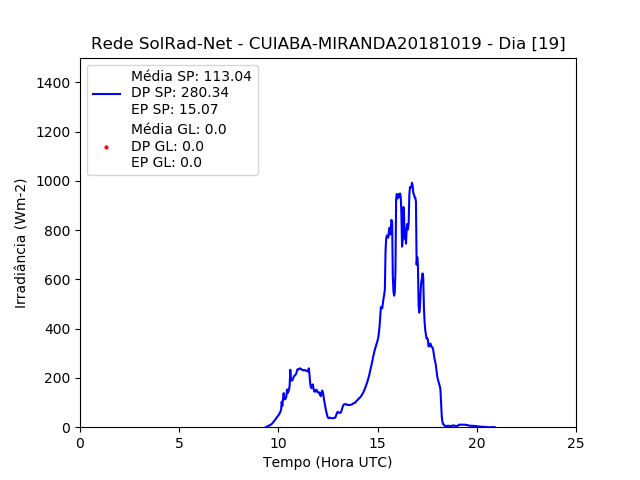 Rede SolRad-Net - CUIABA-MIRANDA20181019 - Dia [19]
Média SP: 113.04
DP SP: 280.34
EP SP: 15.07
Média GL: 0.0
DP GL: 0.0
EP GL: 0.0
Irradiância (Wm-2)
1400
1200
1000
800
600
400
200
0
0 5 10 15 20 25
Tempo (Hora UTC)